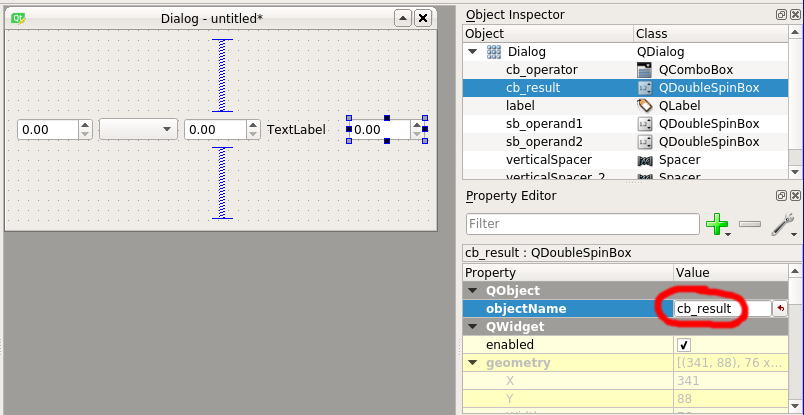 Dialog - untitled*
0.00
0.00
TextLabel
0.00
Object Inspector
Object Class
Dialog QDialog
cb_operator QComboBox
cb_result QDoubleSpinBox
label QLabel
sb_operand1 QDoubleSpinBox
sb_operand2 QDoubleSpinBox
verticalSpacer Spacer
verticalSpacer_2 Spacer
Property Editor
Filter
cb_result : QDoubleSpinBox
Property Value
QObject
objectName cb_result
QWidget
enabled
geometry [(341, 88), 76 x...
X 341
Y 88
Width